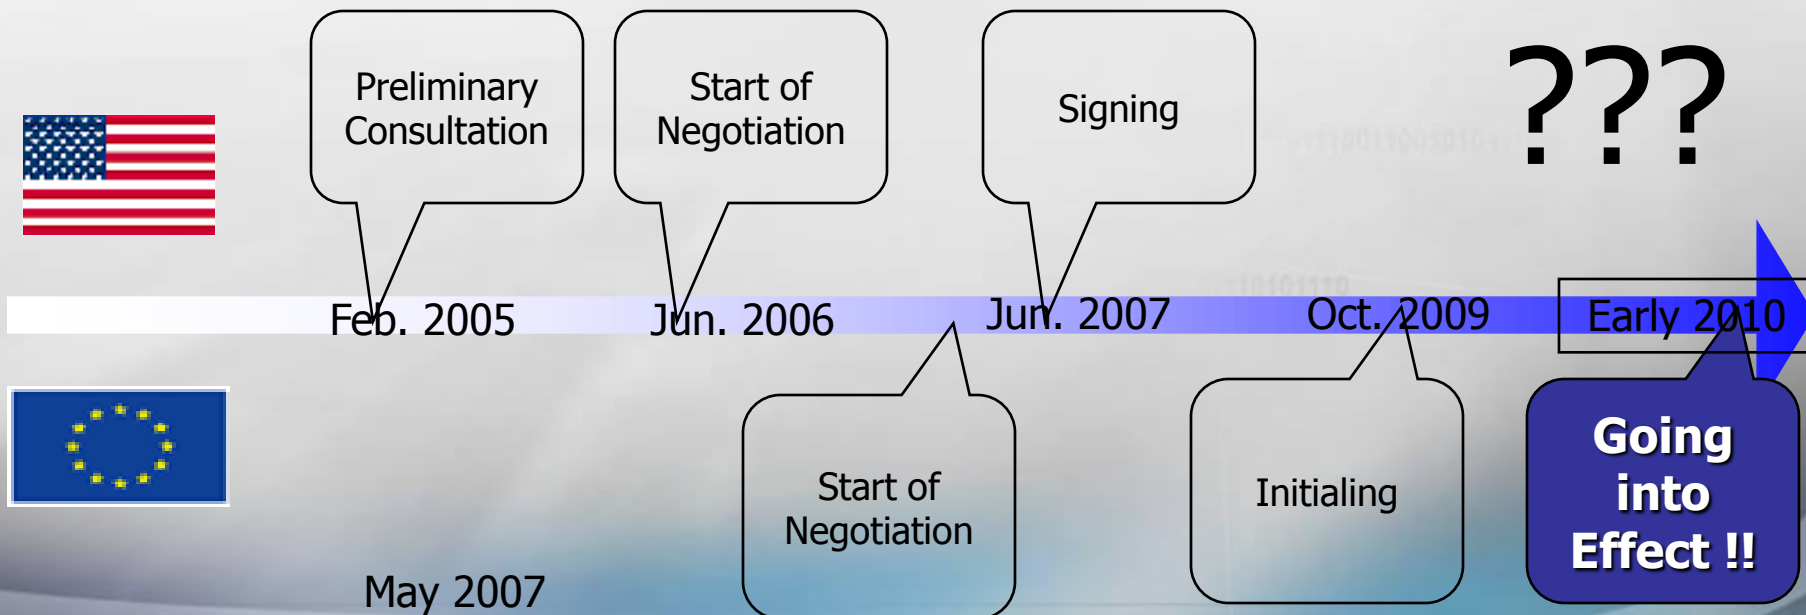 Preliminary
Consultation
Start of
Negotiation
Signing
???
Feb. 2005
Jun. 2006
Jun. 2007
Oct. 2009
Early 2010
Start of
Negotiation
Initialing
Going
into
Effect !!
May 2007